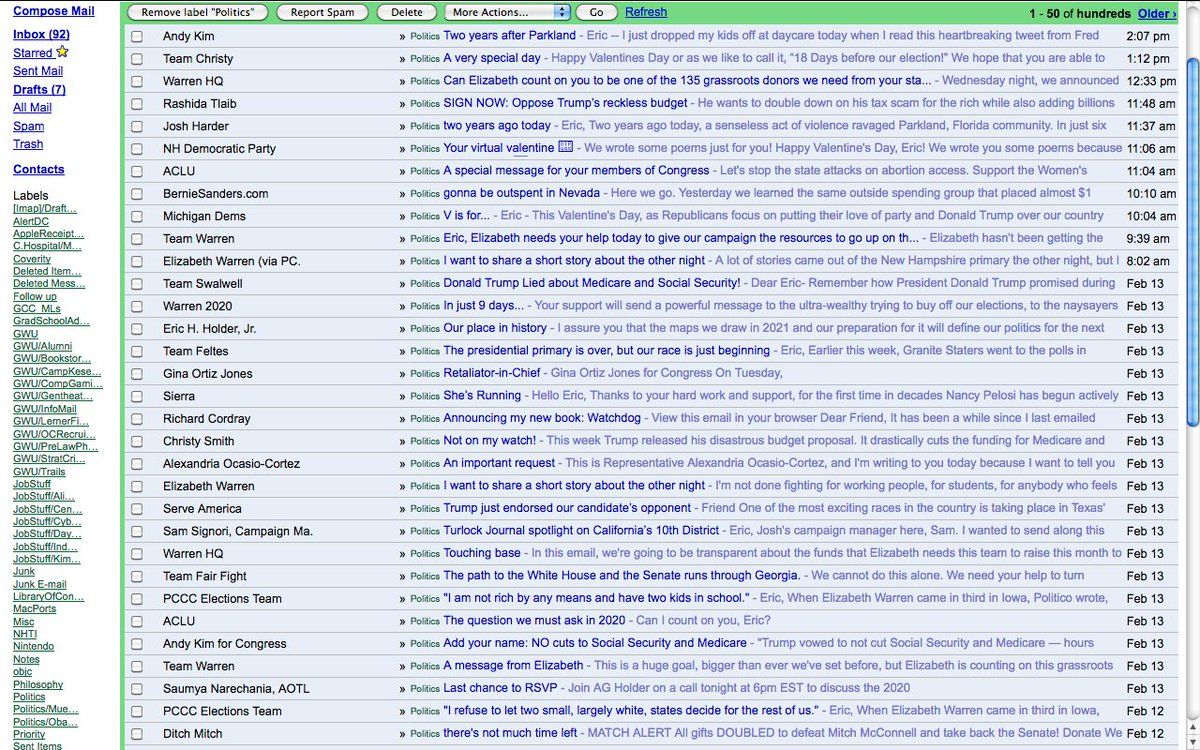 Compose Mail
Inbox (92)
Starred
Sent Mail
Drafts (7)
All Mail
Spam
Trash
Contacts
Labels
[Imap]/Draft...
AlertDC
AppleReceipt...
C.Hospital/M...
Coverity
Deleted Item...
Deleted Mess...
Follow up
GCC_MLs
GradSchoolAd...
GWU
GWU/Alumni
GWU/Bookstor...
GWU/CampKese...
GWU/CompGami...
GWU/Gentheat...
GWU/InfoMail
GWU/LernerFi...
GWU/OCRecrui...
GWU/PreLawPh...
GWU/StratCri...
GWU/Trails
JobStuff
JobStuff/Ali...
JobStuff/Cen...
JobStuff/Cyb...
JobStuff/Day...
JobStuff/Ind...
JobStuff/Kim...
Junk
Junk E-mail
LibraryOfCon...
MacPorts
Misc
NHTI
Nintendo
Notes
objc
Philosophy
Politics
Politics/Mue...
Politics/Oba...
Priority
Sent Items
Remove label "Politics" Report Spam Delete More Actions... Go Refresh 1 - 50 of hundreds Older ›
Andy Kim » Politics Two years after Parkland - Eric -- I just dropped my kids off at daycare today when I read this heartbreaking tweet from Fred 2:07 pm
Team Christy » Politics A very special day - Happy Valentines Day or as we like to call it, "18 Days before our election!" We hope that you are able to 1:12 pm
Warren HQ » Politics Can Elizabeth count on you to be one of the 135 grassroots donors we need from your sta... - Wednesday night, we announced 12:33 pm
Rashida Tlaib » Politics SIGN NOW: Oppose Trump's reckless budget - He wants to double down on his tax scam for the rich while also adding billions 11:48 am
Josh Harder » Politics two years ago today - Eric, Two years ago today, a senseless act of violence ravaged Parkland, Florida community. In just six 11:37 am
NH Democratic Party » Politics Your virtual valentine - We wrote some poems just for you! Happy Valentine's Day, Eric! We wrote you some poems because 11:06 am
ACLU » Politics A special message for your members of Congress - Let's stop the state attacks on abortion access. Support the Women's 11:04 am
BernieSanders.com » Politics gonna be outspent in Nevada - Here we go. Yesterday we learned the same outside spending group that placed almost $1 10:10 am
Michigan Dems » Politics V is for... - Eric - This Valentine's Day, as Republicans focus on putting their love of party and Donald Trump over our country 10:04 am
Team Warren » Politics Eric, Elizabeth needs your help today to give our campaign the resources to go up on th... - Elizabeth hasn't been getting the 9:39 am
Elizabeth Warren (via PC. » Politics I want to share a short story about the other night - A lot of stories came out of the New Hampshire primary the other night, but I 8:02 am
Team Swalwell » Politics Donald Trump Lied about Medicare and Social Security! - Dear Eric- Remember how President Donald Trump promised during Feb 13
Warren 2020 » Politics In just 9 days... - Your support will send a powerful message to the ultra-wealthy trying to buy off our elections, to the naysayers Feb 13
Eric H. Holder, Jr. » Politics Our place in history - I assure you that the maps we draw in 2021 and our preparation for it will define our politics for the next Feb 13
Team Feltes » Politics The presidential primary is over, but our race is just beginning - Eric, Earlier this week, Granite Staters went to the polls in Feb 13
Gina Ortiz Jones » Politics Retaliator-in-Chief - Gina Ortiz Jones for Congress On Tuesday, Feb 13
Sierra » Politics She's Running - Hello Eric, Thanks to your hard work and support, for the first time in decades Nancy Pelosi has begun actively Feb 13
Richard Cordray » Politics Announcing my new book: Watchdog - View this email in your browser Dear Friend, It has been a while since I last emailed Feb 13
Christy Smith » Politics Not on my watch! - This week Trump released his disastrous budget proposal. It drastically cuts the funding for Medicare and Feb 13
Alexandria Ocasio-Cortez » Politics An important request - This is Representative Alexandria Ocasio-Cortez, and I'm writing to you today because I want to tell you Feb 13
Elizabeth Warren » Politics I want to share a short story about the other night - I'm not done fighting for working people, for students, for anybody who feels Feb 13
Serve America » Politics Trump just endorsed our candidate's opponent - Friend One of the most exciting races in the country is taking place in Texas' Feb 13
Sam Signori, Campaign Ma. » Politics Turlock Journal spotlight on California's 10th District - Eric, Josh's campaign manager here, Sam. I wanted to send along this Feb 13
Warren HQ » Politics Touching base - In this email, we're going to be transparent about the funds that Elizabeth needs this team to raise this month to Feb 13
Team Fair Fight » Politics The path to the White House and the Senate runs through Georgia. - We cannot do this alone. We need your help to turn Feb 13
PCCC Elections Team » Politics "I am not rich by any means and have two kids in school." - Eric, When Elizabeth Warren came in third in Iowa, Politico wrote, Feb 13
ACLU » Politics The question we must ask in 2020 - Can I count on you, Eric? Feb 13
Andy Kim for Congress » Politics Add your name: NO cuts to Social Security and Medicare - "Trump vowed to not cut Social Security and Medicare — hours Feb 13
Team Warren » Politics A message from Elizabeth - This is a huge goal, bigger than ever we've set before, but Elizabeth is counting on this grassroots Feb 13
Saumya Narechania, AOTL » Politics Last chance to RSVP - Join AG Holder on a call tonight at 6pm EST to discuss the 2020 Feb 13
PCCC Elections Team » Politics "I refuse to let two small, largely white, states decide for the rest of us." - Eric, When Elizabeth Warren came in third in Iowa, Feb 12
Ditch Mitch » Politics there's not much time left - MATCH ALERT All gifts DOUBLED to defeat Mitch McConnell and take back the Senate! Donate We Feb 12